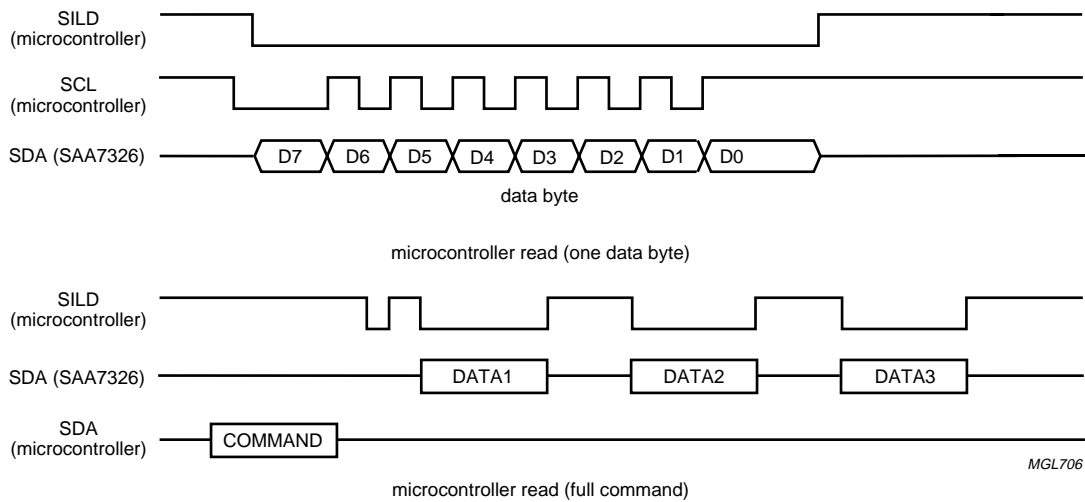 SILD
(microcontroller)
SCL
(microcontroller)
SDA (SAA7326)
D7 D6 D5 D4 D3 D2 D1 D0
data byte
microcontroller read (one data byte)
SILD
(microcontroller)
SDA (SAA7326)
DATA1 DATA2 DATA3
SDA
(microcontroller)
COMMAND
MGL706
microcontroller read (full command)